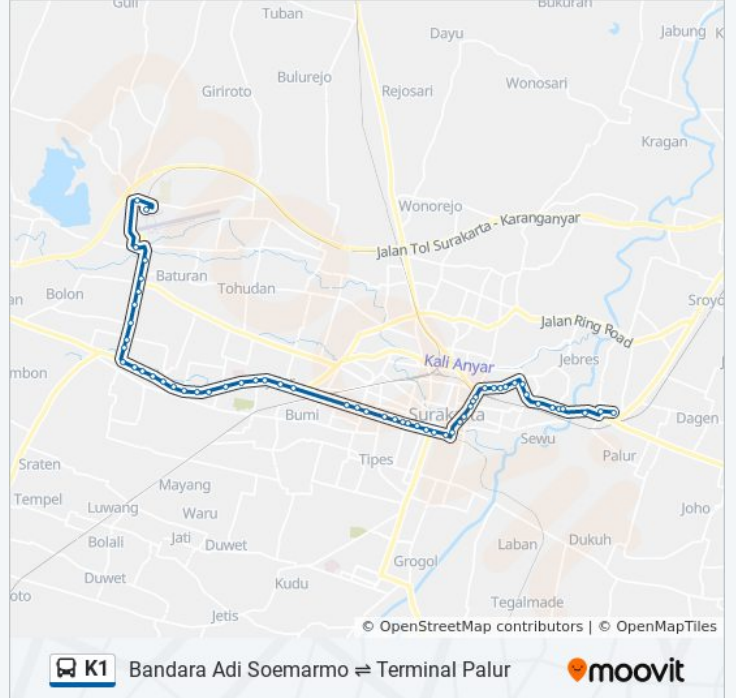 Guli
Tuban
Bukuran
Dayu
Jabung
K
Bulurejo
Giriroto
Rejosari
Wonosari
Kragan
Wonorejo
Jalan Tol Surakarta - Karanganyar
Baturan
an
Bolon
Tohudan
Sroyo
Jalan Ring Road
Kali Anyar
Jebres
J
mbon
Bumi
Surakarta
Dagen
Sewu
Tipes
Palur
Sraten
Mayang
Tempel
Luwang
Waru
Joho
Bolali
Jati
Duwet
Laban
Dukuh
Grogol
Duwet
Kudu
oto
Tegalmade
Jetis
© OpenStreetMap contributors | © OpenMapTiles
K1 Bandara Adi Soemarmo ⇌ Terminal Palur
moovit